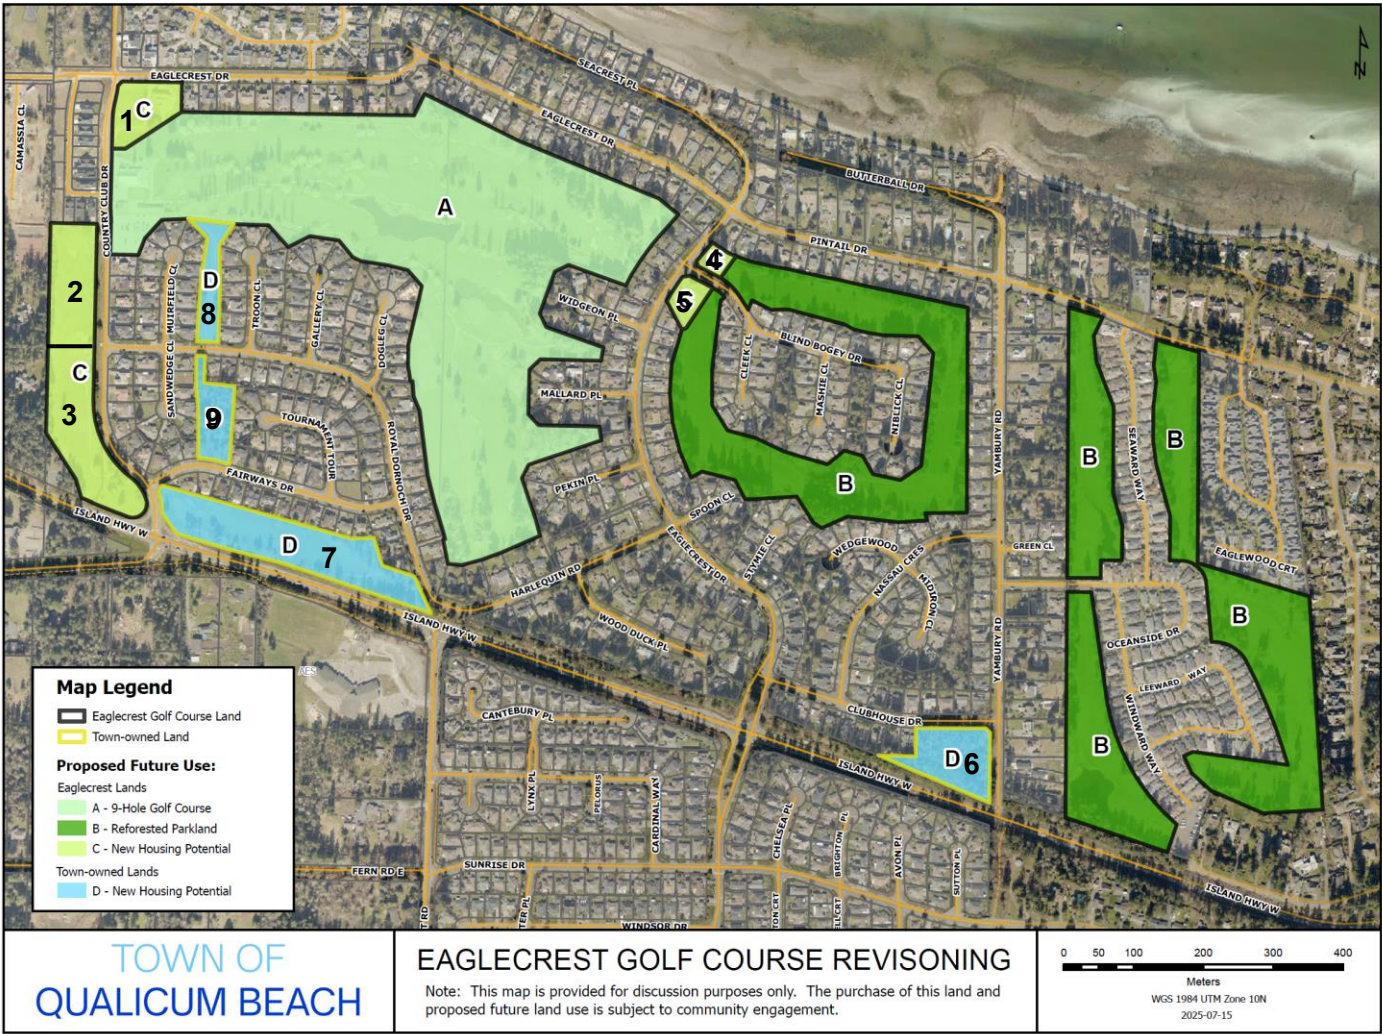 EAGLECREST DR
SEACREST PL
CAMASSIA CL
1 C
EAGLECREST DR
BUTTERBALL DR
COUNTRY CLUB DR
A
PINTAIL DR
4
D
8
2
5
WIDGEON PL
SANDWEDGE CL
MUIRFIELD CL
TROON CL
GALLERY CL
DOGLEG CL
BLIND BOGEY DR
CLEEK CL
MASHIE CL
NIBLICK CL
C
3
MALLARD PL
9
TOURNAMENT TOUR
ROYAL DORNOCH DR
YAMBURY RD
SEAWARD WAY
B
B
FAIRWAYS DR
PEKIN PL
B
SPOON CL
ISLAND HWY W
D 7
EAGLECREST DR
STYMIE CL
WEDGEWOOD
NASSAU CRES
MIDIRON CL
GREEN CL
EAGLEWOOD CRT
HARLEQUIN RD
WOOD DUCK PL
ISLAND HWY W
YAMBURY RD
B
OCEANSIDE DR
LEEWARD WAY
WINDWARD WAY
B
KES
CANTEBURY PL
CLUBHOUSE DR
D 6
ISLAND HWY W
LYNX PL
PELORUS
CARDINAL WAY
CHELSEA PL
BRIGHTON PL
AVON PL
SUTTON PL
FERN RD E
SUNRISE DR
ISLAND HWY W
T RD
TER PL
WINDSOR DR
TON CRT
ELL CRT
N
Map Legend
Eaglecrest Golf Course Land
Town-owned Land
Proposed Future Use:
Eaglecrest Lands
A - 9-Hole Golf Course
B - Reforested Parkland
C - New Housing Potential
Town-owned Lands
D - New Housing Potential
TOWN OF
QUALICUM BEACH
EAGLECREST GOLF COURSE REVISONING
Note: This map is provided for discussion purposes only. The purchase of this land and
proposed future land use is subject to community engagement.
0 50 100 200 300 400
Meters
WGS 1984 UTM Zone 10N
2025-07-15